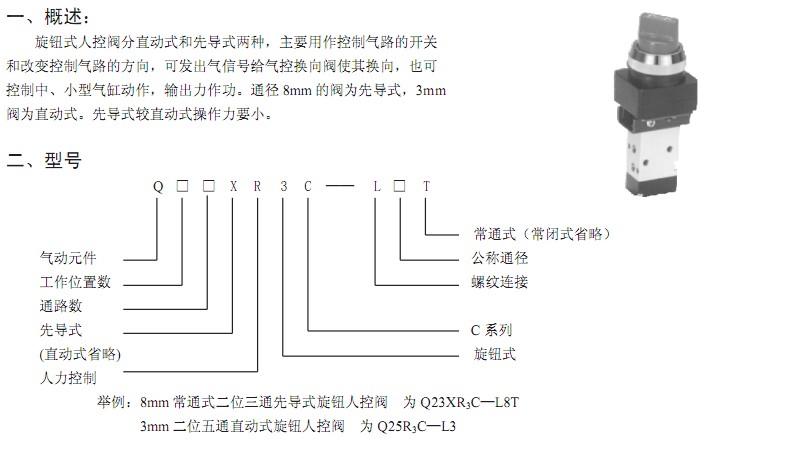 一、概述：
旋钮式人控阀分直动式和先导式两种，主要用作控制气路的开关
和改变控制气路的方向，可发出气信号给气控换向阀使其换向，也可
控制中、小型气缸动作，输出力作功。通径 8mm 的阀为先导式，3mm
阀为直动式。先导式较直动式操作力要小。
二、型号
Q □ □ X R 3 C — L □ T
常通式（常闭式省略）
气动元件
公称通径
工作位置数
螺纹连接
通路数
先导式
C 系列
(直动式省略)
旋钮式
人力控制
举例：8mm 常通式二位三通先导式旋钮人控阀 为 Q23XR₃C—L8T
3mm 二位五通直动式旋钮人控阀 为 Q25R₃C—L3